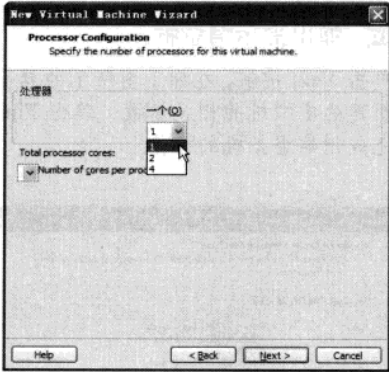 New Virtual Machine Wizard
Processor Configuration
Specify the number of processors for this virtual machine.
处理器
一个(O)
1
1
2
4
Total processor cores:
Number of cores per proc
Help
< Back
Next >
Cancel